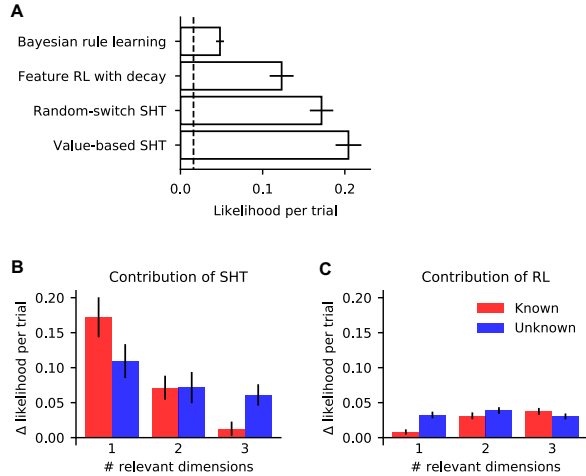 A
Bayesian rule learning
Feature RL with decay
Random-switch SHT
Value-based SHT
0.0 0.1 0.2
Likelihood per trial
B
Contribution of SHT
Δ likelihood per trial
0.20
0.15
0.10
0.05
0.00
1 2 3
# relevant dimensions
C
Contribution of RL
Known
Unknown
Δ likelihood per trial
0.20
0.15
0.10
0.05
0.00
1 2 3
# relevant dimensions